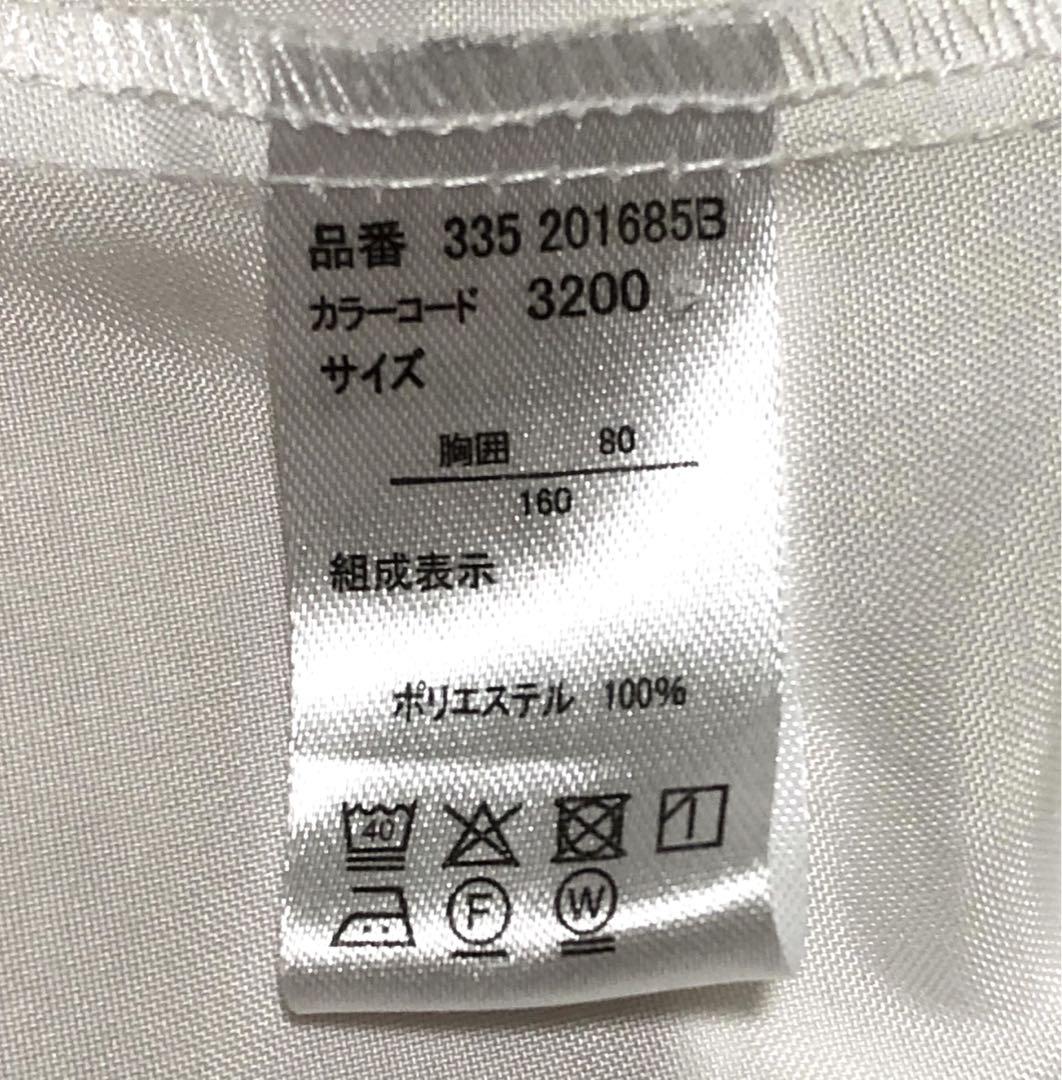 品番 335 201685B
カラーコード 3200
サイズ
胸囲 80
160
組成表示
ポリエステル 100%
40
F W